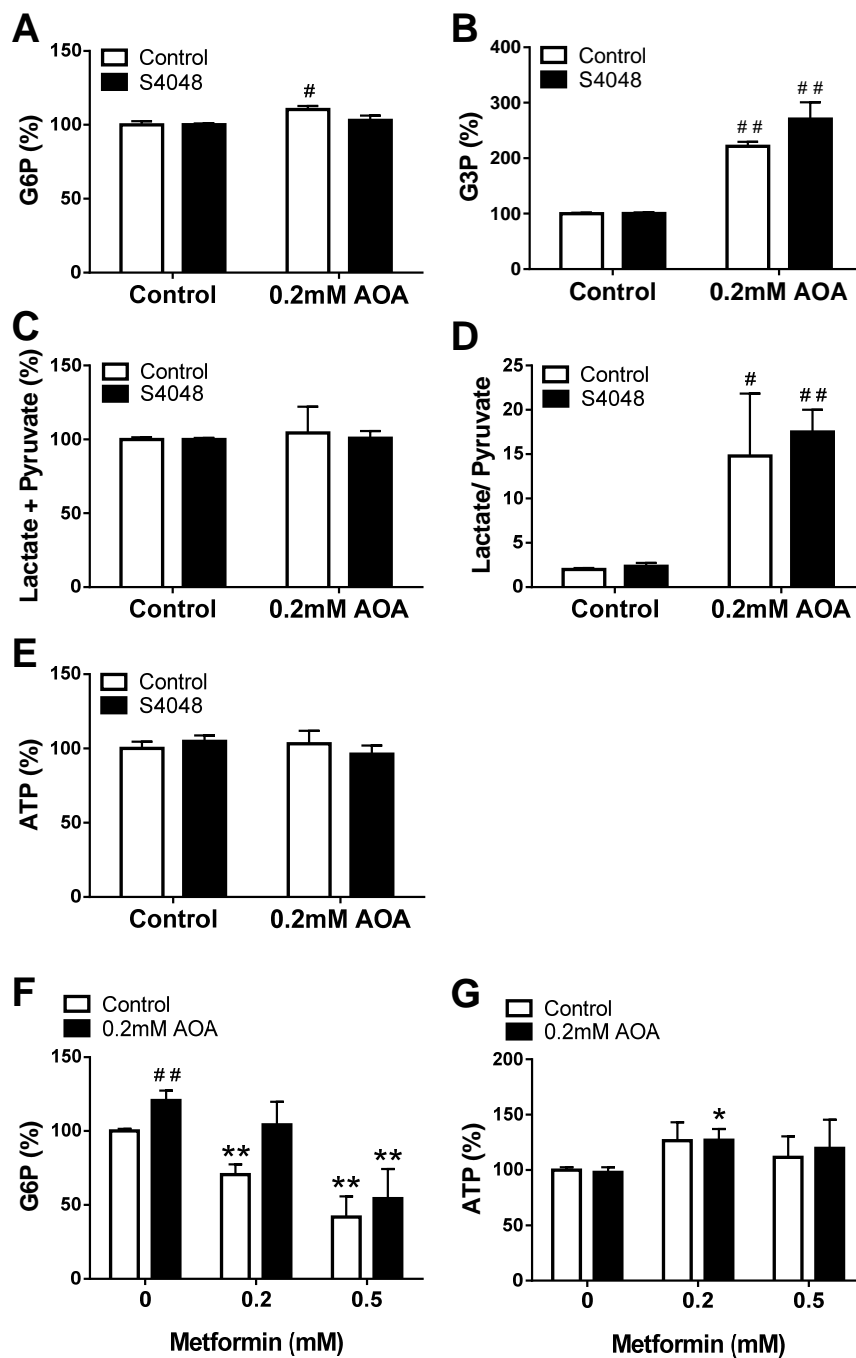 A
150
Control
S4048
#
100
G6P (%)
50
0
Control 0.2mM AOA
B
400
Control
S4048
##
300
##
G3P (%)
200
100
0
Control 0.2mM AOA
C
150
Control
S4048
Lactate + Pyruvate (%)
100
50
0
Control 0.2mM AOA
D
25
Control
S4048
#
##
20
Lactate/ Pyruvate
15
10
5
0
Control 0.2mM AOA
E
150
Control
S4048
100
ATP (%)
50
0
Control 0.2mM AOA
F
Control
0.2mM AOA
150
##
100
**
G6P (%)
** **
50
0
0 0.2 0.5
Metformin (mM)
G
Control
0.2mM AOA
200
150
*
ATP (%)
100
50
0
0 0.2 0.5
Metformin (mM)